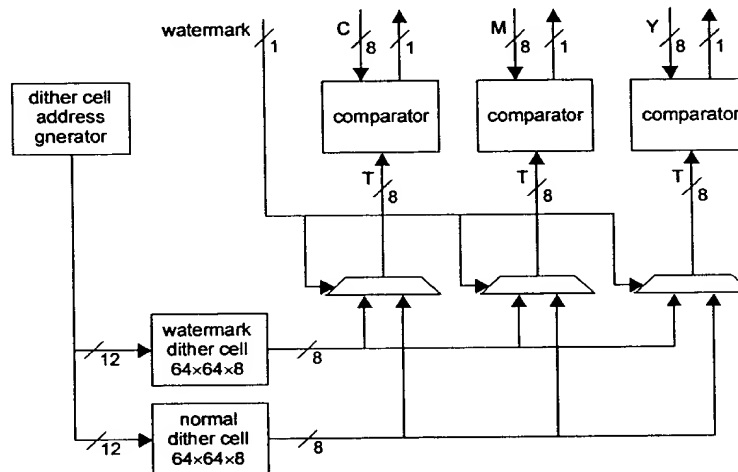 watermark 1 C 8 1 M 8 1 Y 8 1
dither cell
address
gnerator
comparator comparator comparator
T 8 T 8 T 8
12 watermark
dither cell
64×64×8 8
12 normal
dither cell
64×64×8 8